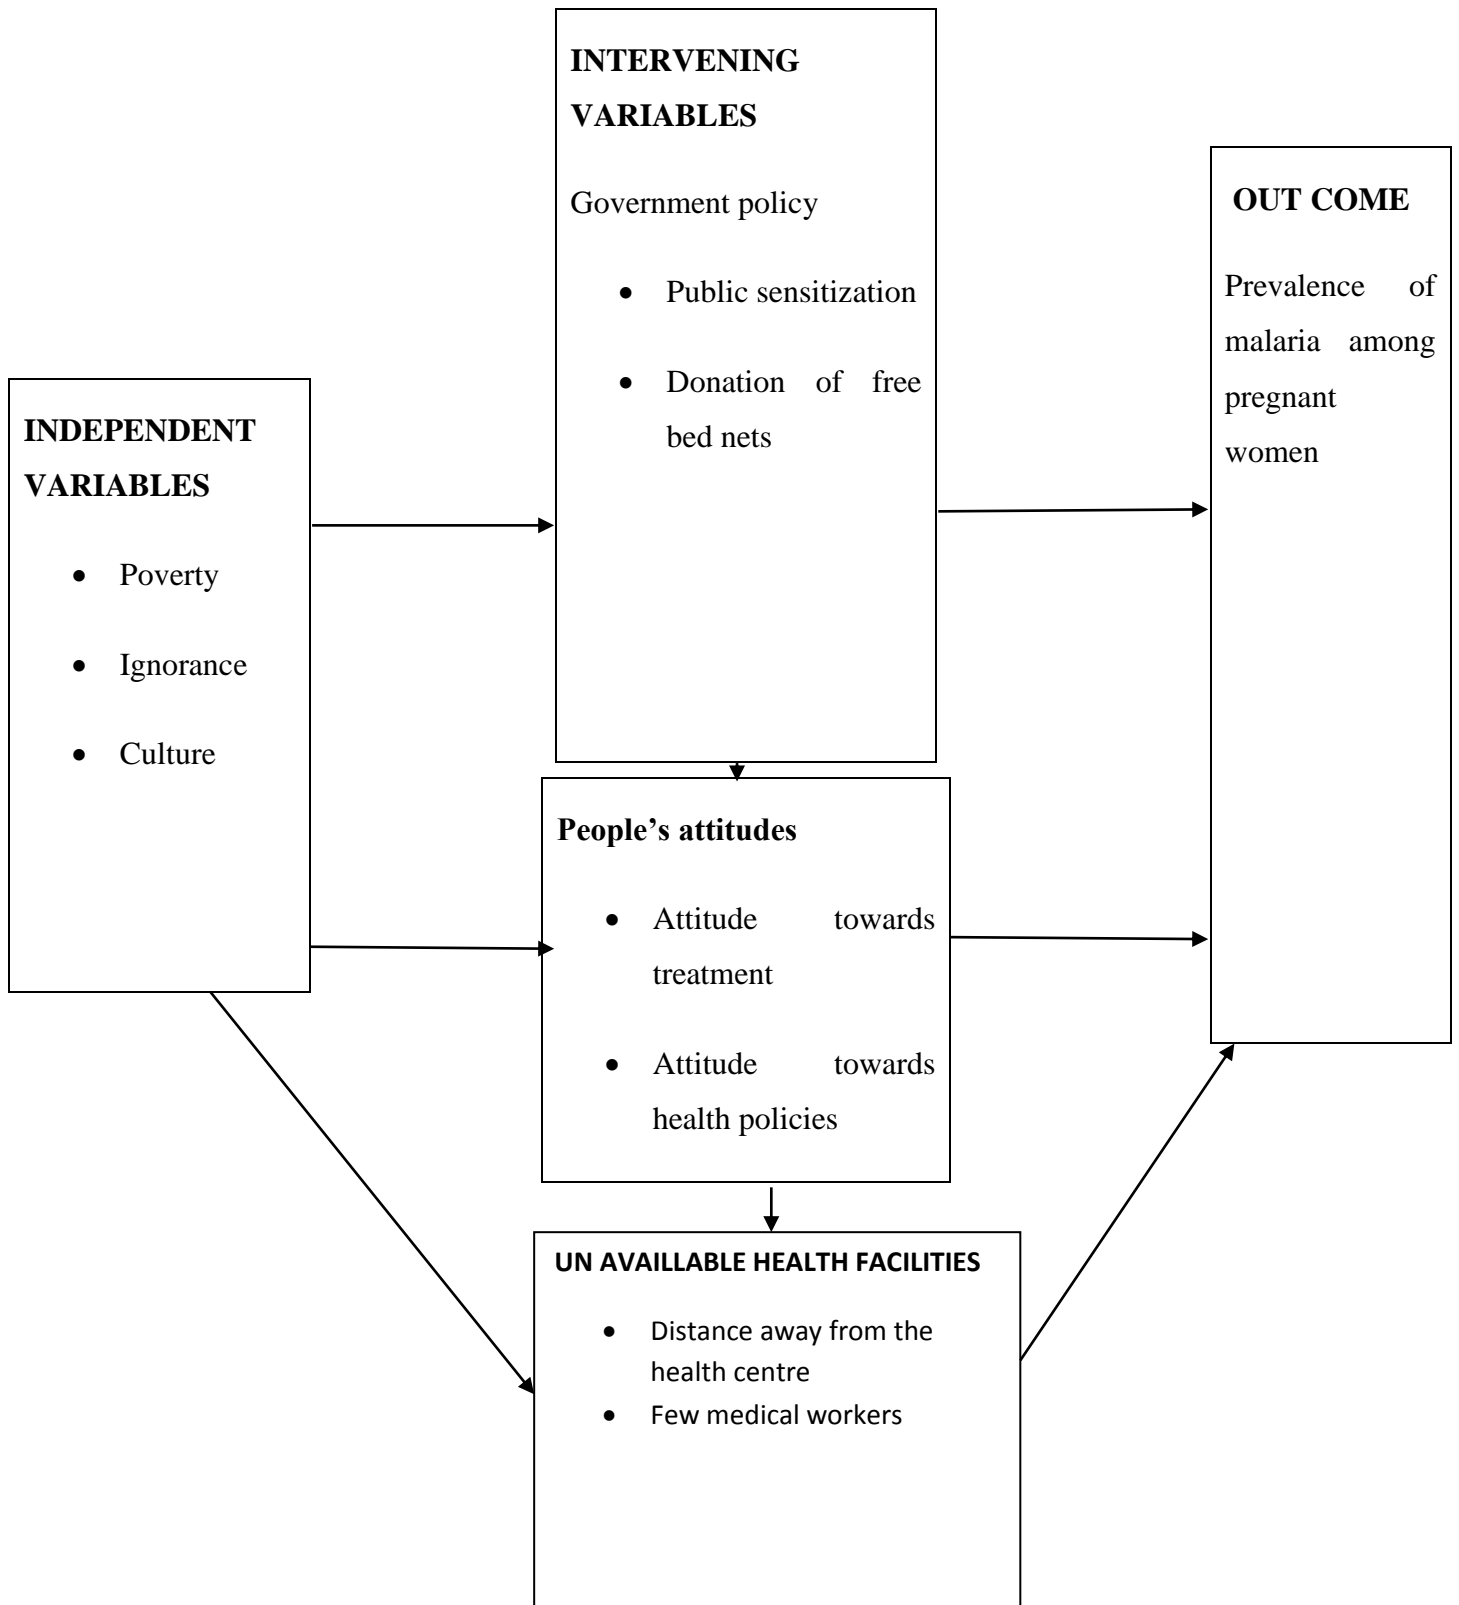 INTERVENING
VARIABLES
Government policy
• Public sensitization
• Donation of free
bed nets
OUT COME
Prevalence of
malaria among
pregnant
women
INDEPENDENT
VARIABLES
• Poverty
• Ignorance
• Culture
People’s attitudes
• Attitude towards
treatment
• Attitude towards
health policies
UN AVAILLABLE HEALTH FACILITIES
• Distance away from the
health centre
• Few medical workers